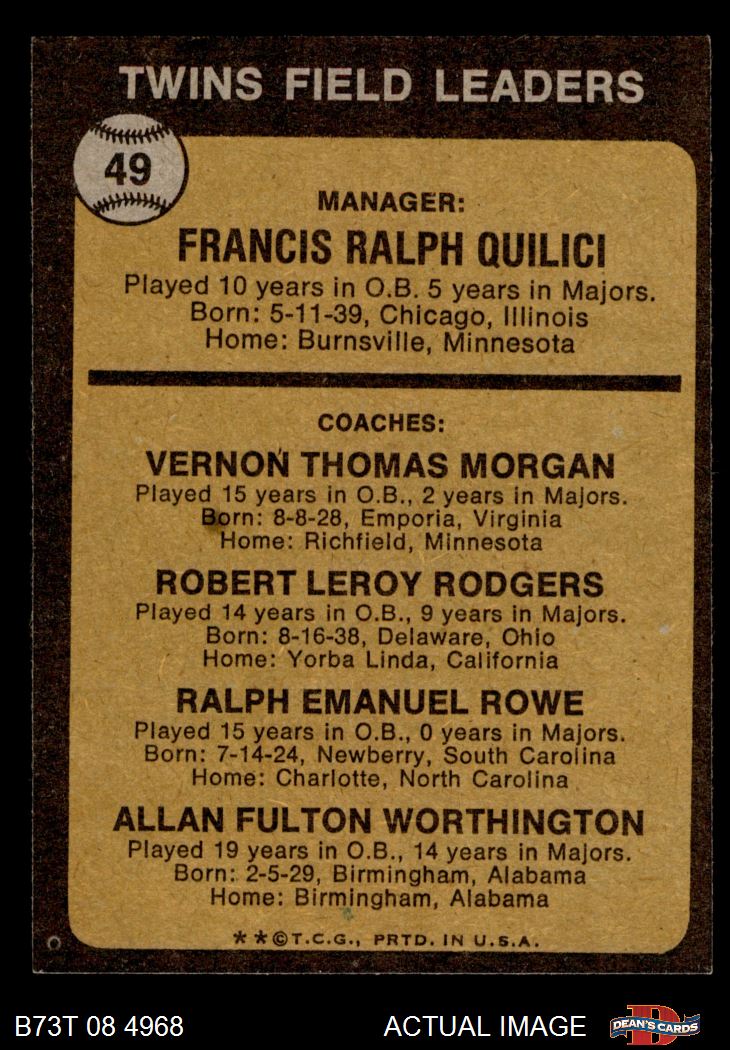 TWINS FIELD LEADERS
49
MANAGER:
FRANCIS RALPH QUILICI
Played 10 years in O.B. 5 years in Majors.
Born: 5-11-39, Chicago, Illinois
Home: Burnsville, Minnesota
COACHES:
VERNON THOMAS MORGAN
Played 15 years in O.B., 2 years in Majors.
Born: 8-8-28, Emporia, Virginia
Home: Richfield, Minnesota
ROBERT LEROY RODGERS
Played 14 years in O.B., 9 years in Majors.
Born: 8-16-38, Delaware, Ohio
Home: Yorba Linda, California
RALPH EMANUEL ROWE
Played 15 years in O.B., 0 years in Majors.
Born: 7-14-24, Newberry, South Carolina
Home: Charlotte, North Carolina
ALLAN FULTON WORTHINGTON
Played 19 years in O.B., 14 years in Majors.
Born: 2-5-29, Birmingham, Alabama
Home: Birmingham, Alabama
* * © T.C.G., PRTD. IN U.S.A.
B73T 08 4968 ACTUAL IMAGE D DEAN'S CARDS